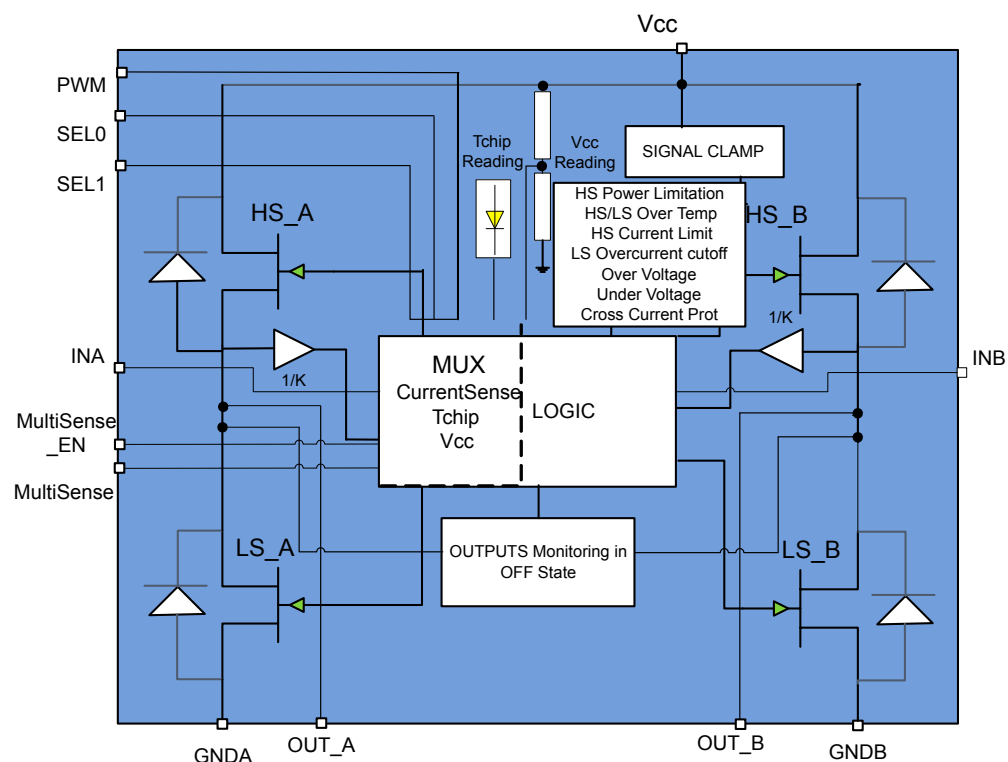 Vcc
PWM
SEL0
SEL1
Tchip
Reading
Vcc
Reading
SIGNAL CLAMP
HS_A
HS Power Limitation
HS/LS Over Temp
HS Current Limit
LS Overcurrent cutoff
Over Voltage
Under Voltage
Cross Current Prot
HS_B
1/K
1/K
INA
INB
MUX
CurrentSense
Tchip
Vcc
LOGIC
MultiSense
_EN
MultiSense
LS_A
OUTPUTS Monitoring in
OFF State
LS_B
GNDA
OUT_A
OUT_B
GNDB